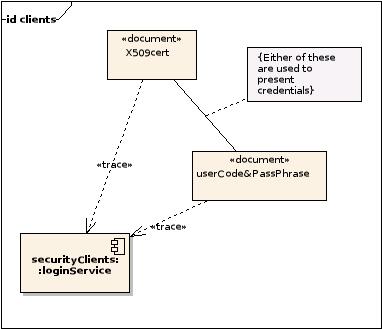 id clients
«document»
X509cert
{Either of these
are used to
present
credentials}
«trace»
«document»
userCode&PassPhrase
«trace»
securityClients:
:loginService